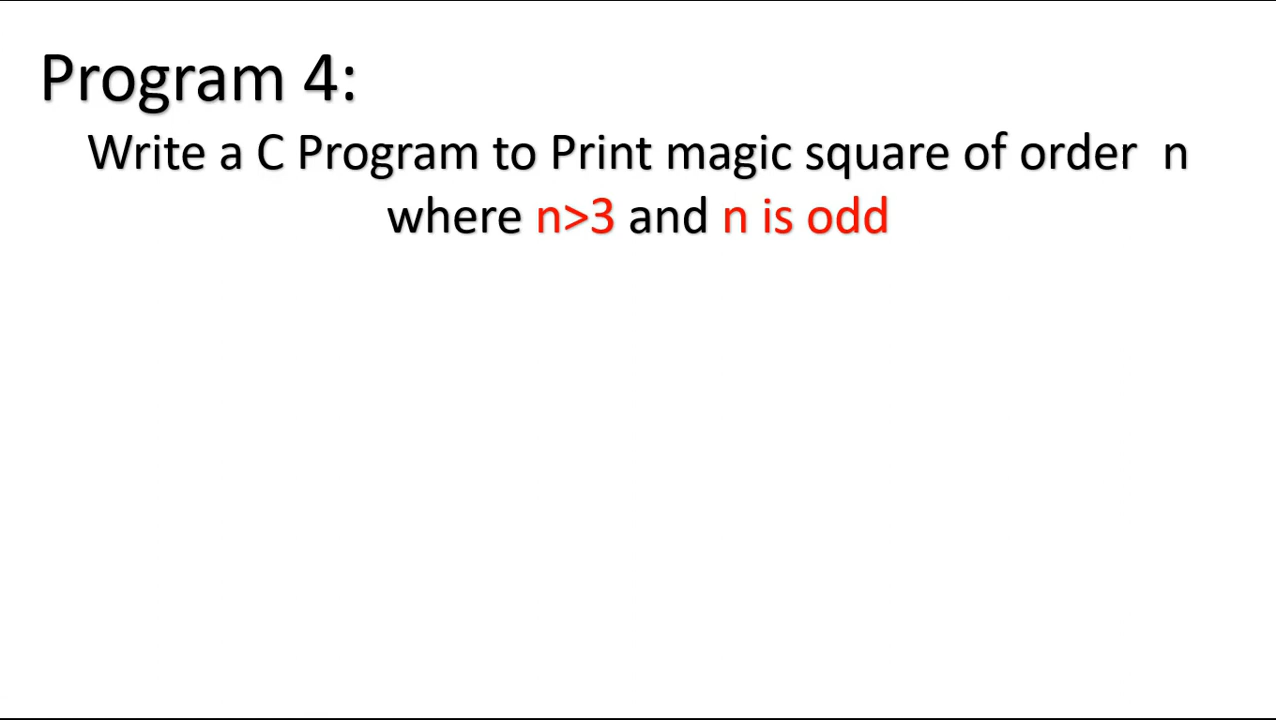 Program 4:
Write a C Program to Print magic square of order n
where n>3 and n is odd